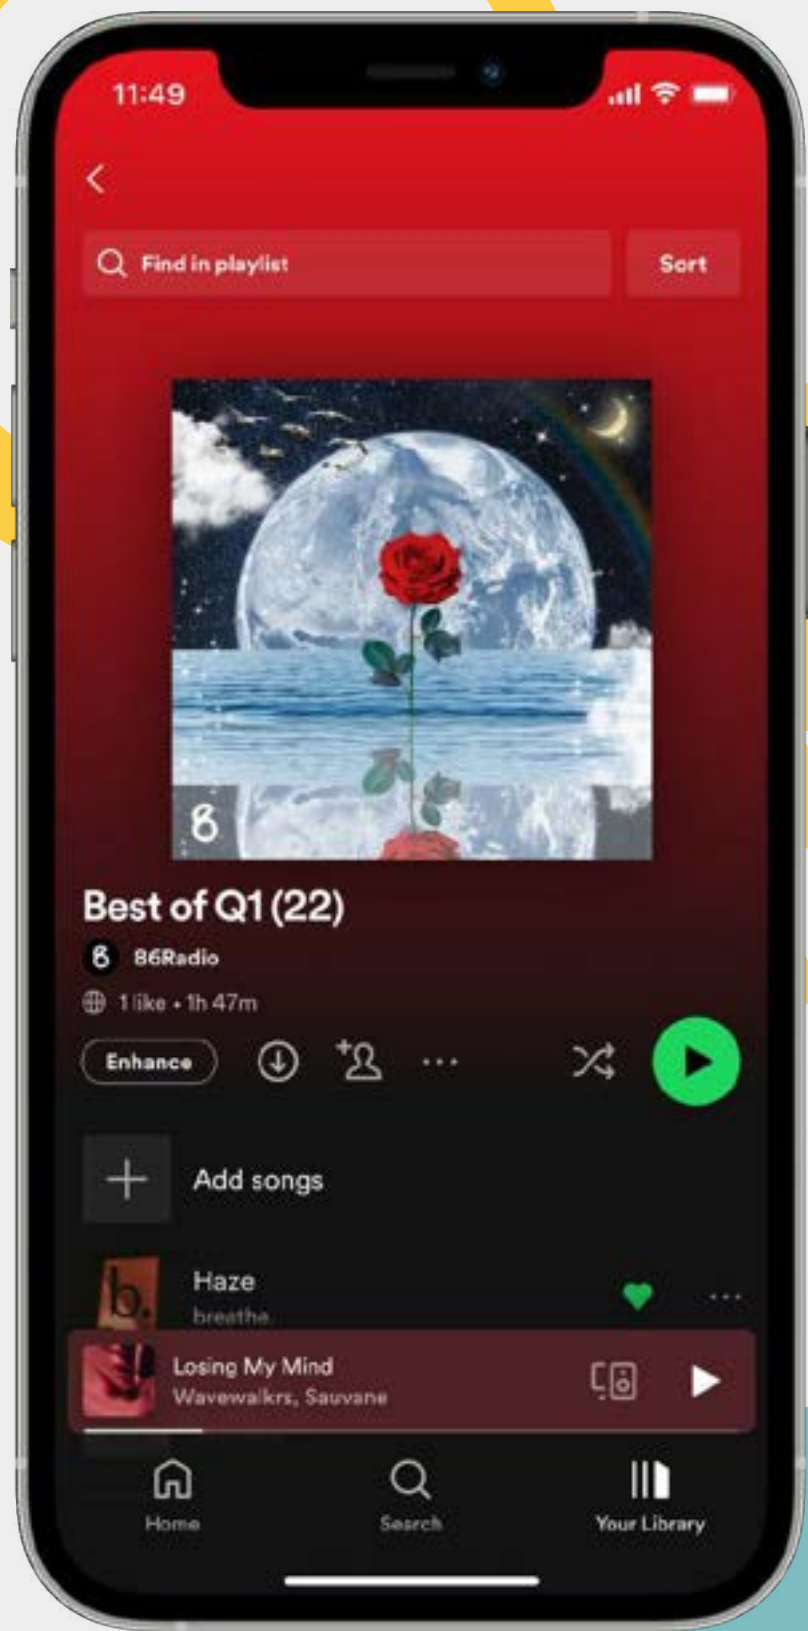 11:49
Find in playlist
Sort
8
Best of Q1 (22)
8 86Radio
1 like • 1h 47m
Enhance
Add songs
b.
Haze
breathe.
Losing My Mind
Wavewalkrs, Sauvane
Home
Search
Your Library